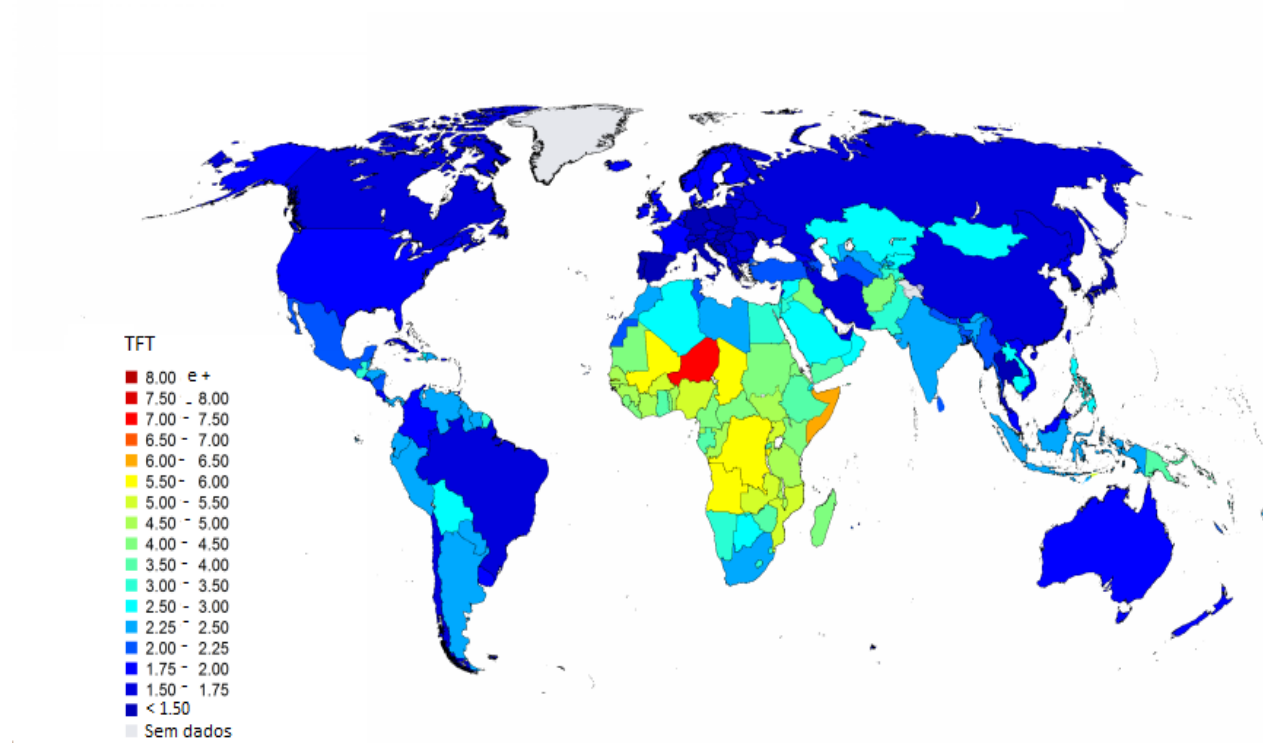 TFT
8.00 e +
7.50 - 8.00
7.00 - 7.50
6.50 - 7.00
6.00 - 6.50
5.50 - 6.00
5.00 - 5.50
4.50 - 5.00
4.00 - 4.50
3.50 - 4.00
3.00 - 3.50
2.50 - 3.00
2.25 - 2.50
2.00 - 2.25
1.75 - 2.00
1.50 - 1.75
< 1.50
Sem dados